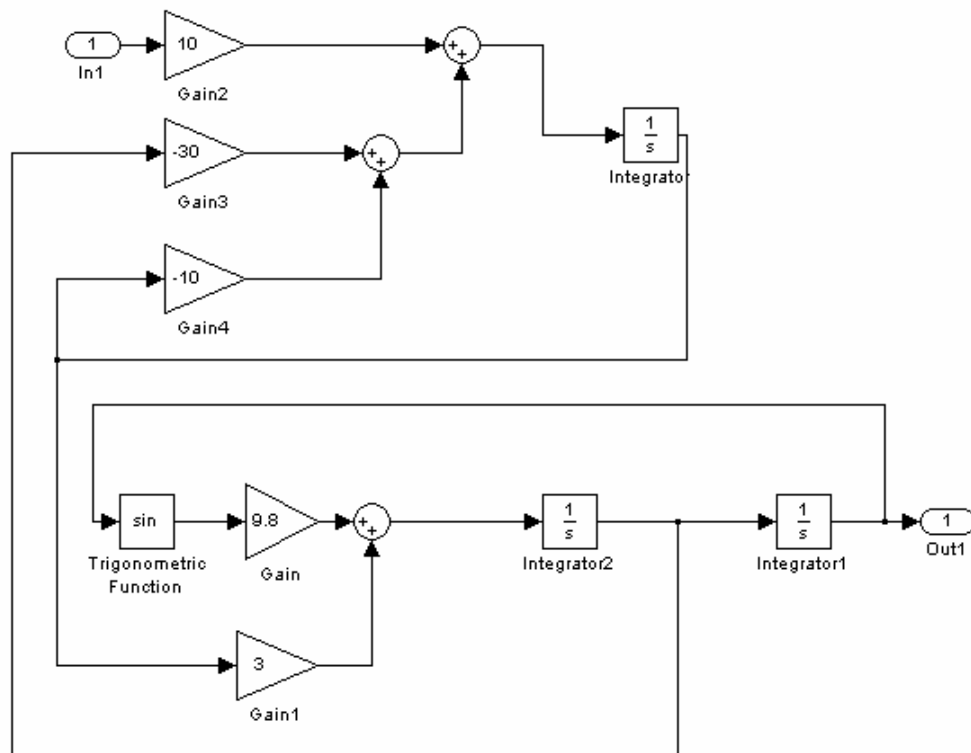 1
In1
10
Gain2
+
+
-30
Gain3
+
+
1
s
Integrator
-10
Gain4
sin
Trigonometric
Function
9.8
Gain
+
+
1
s
Integrator2
1
s
Integrator1
1
Out1
3
Gain1